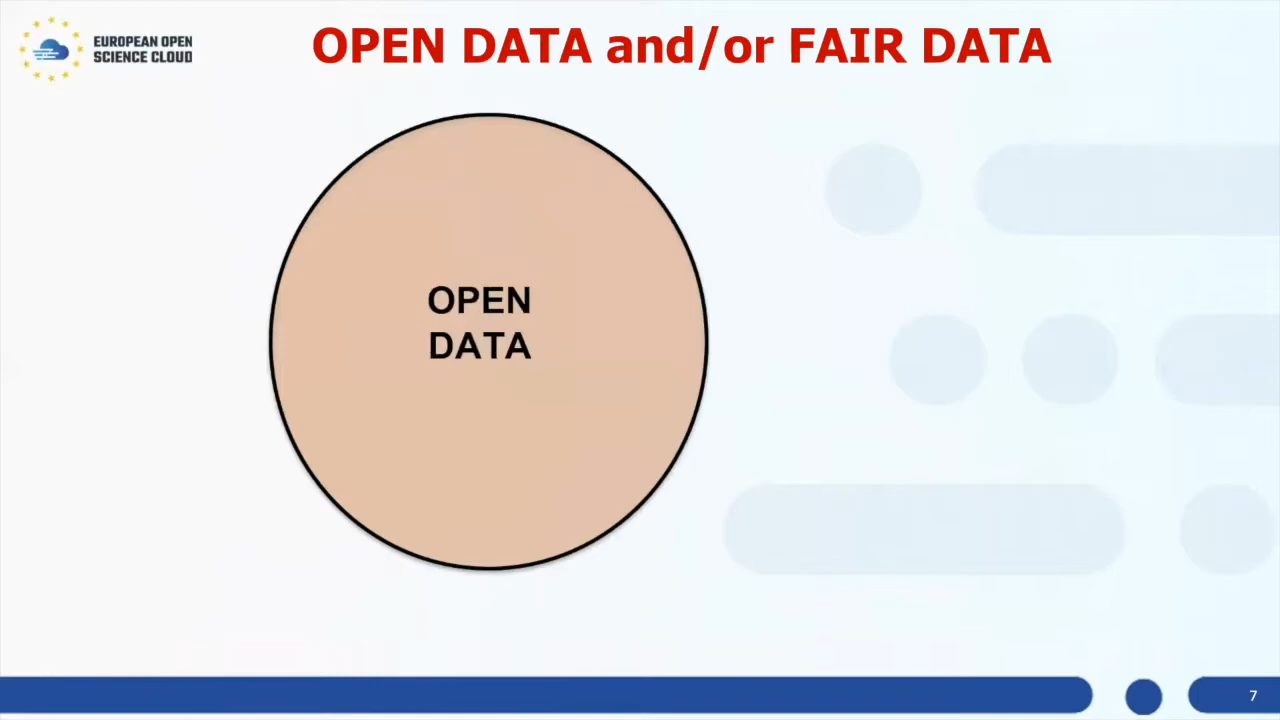 EUROPEAN OPEN
SCIENCE CLOUD
OPEN DATA and/or FAIR DATA
OPEN
DATA
7